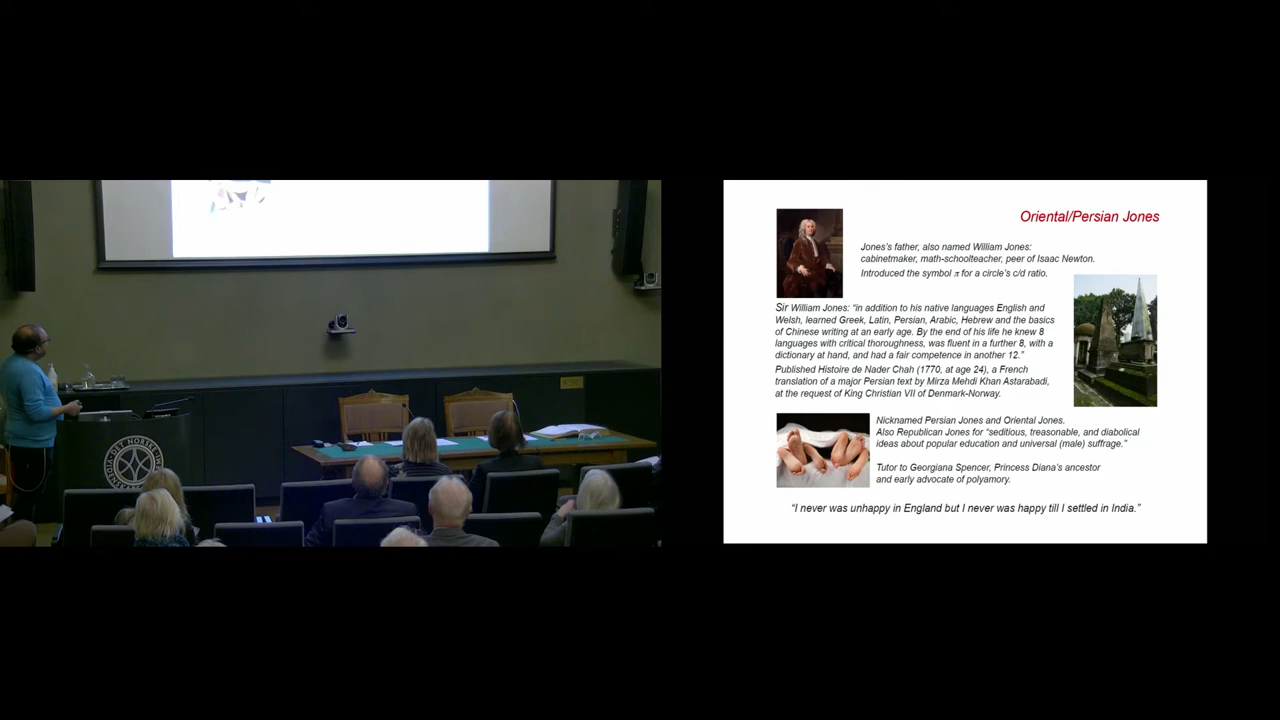 Oriental/Persian Jones
Jones's father, also named William Jones:
cabinetmaker, math-schoolteacher, peer of Isaac Newton.
Introduced the symbol π for a circle's c/d ratio.
Sir William Jones: "in addition to his native languages English and
Welsh, learned Greek, Latin, Persian, Arabic, Hebrew and the basics
of Chinese writing at an early age. By the end of his life he knew 8
languages with critical thoroughness, was fluent in a further 8, with a
dictionary at hand, and had a fair competence in another 12."
Published Histoire de Nader Chah (1770, at age 24), a French
translation of a major Persian text by Mirza Mehdi Khan Astarabadi,
at the request of King Christian VII of Denmark-Norway.
Nicknamed Persian Jones and Oriental Jones.
Also Republican Jones for "seditious, treasonable, and diabolical
ideas about popular education and universal (male) suffrage."
Tutor to Georgiana Spencer, Princess Diana's ancestor
and early advocate of polyamory.
"I never was unhappy in England but I never was happy till I settled in India."